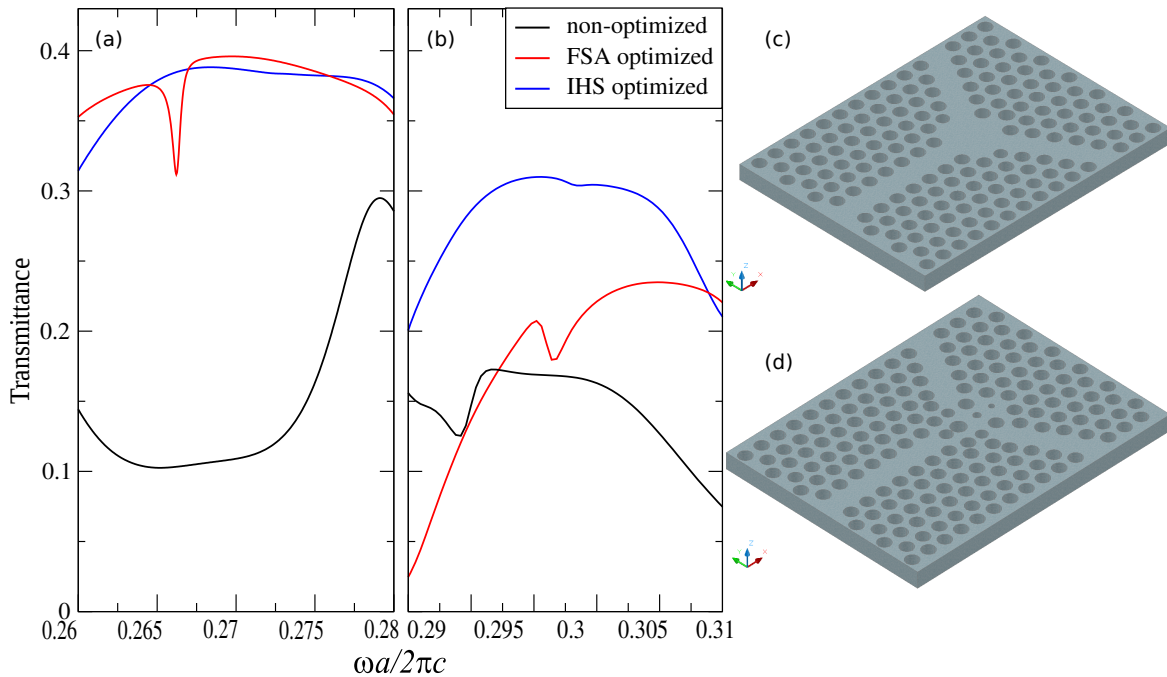 (a)
(b)
non-optimized
FSA optimized
IHS optimized
(c)
(d)
0.4
0.3
0.2
0.1
0
Transmittance
0.26
0.265
0.27
0.275
0.28
0.29
0.295
0.3
0.305
0.31
ωa/2πc
Y
Z
X
Y
Z
X